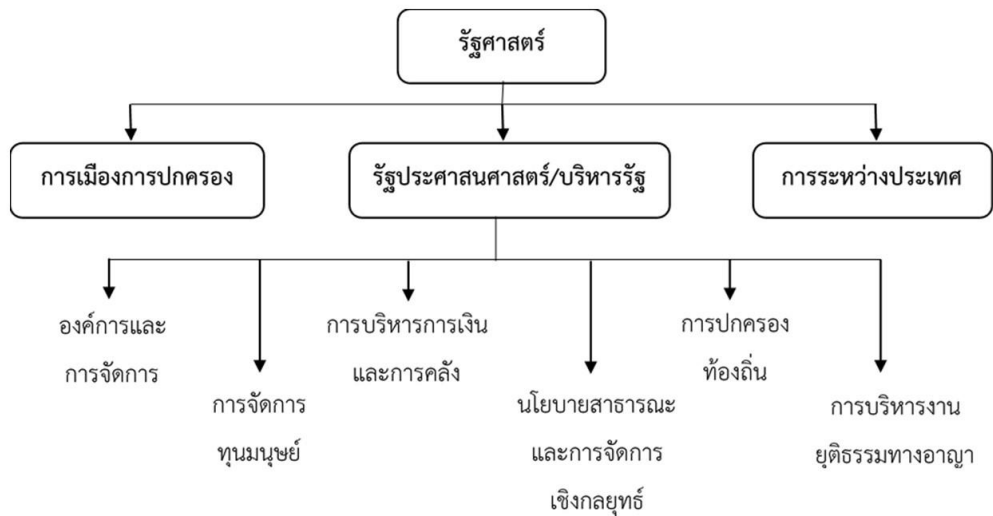 รัฐศาสตร์
การเมืองการปกครอง
รัฐประศาสนศาสตร์/บริหารรัฐ
การระหว่างประเทศ
องค์การและ
การจัดการ
การจัดการ
ทุนมนุษย์
การบริหารการเงิน
และการคลัง
นโยบายสาธารณะ
และการจัดการ
เชิงกลยุทธ์
การปกครอง
ท้องถิ่น
การบริหารงาน
ยุติธรรมทางอาญา